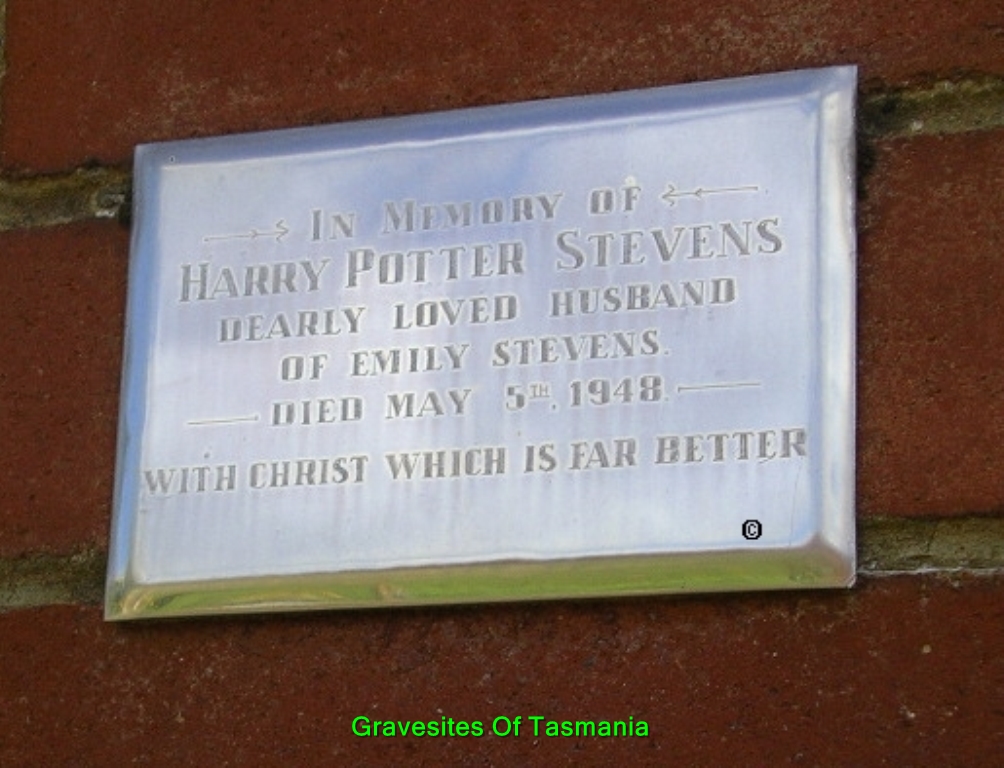 IN MEMORY OF
HARRY POTTER STEVENS
DEARLY LOVED HUSBAND
OF EMILY STEVENS.
DIED MAY 5TH, 1948.
WITH CHRIST WHICH IS FAR BETTER
©
Gravesites Of Tasmania